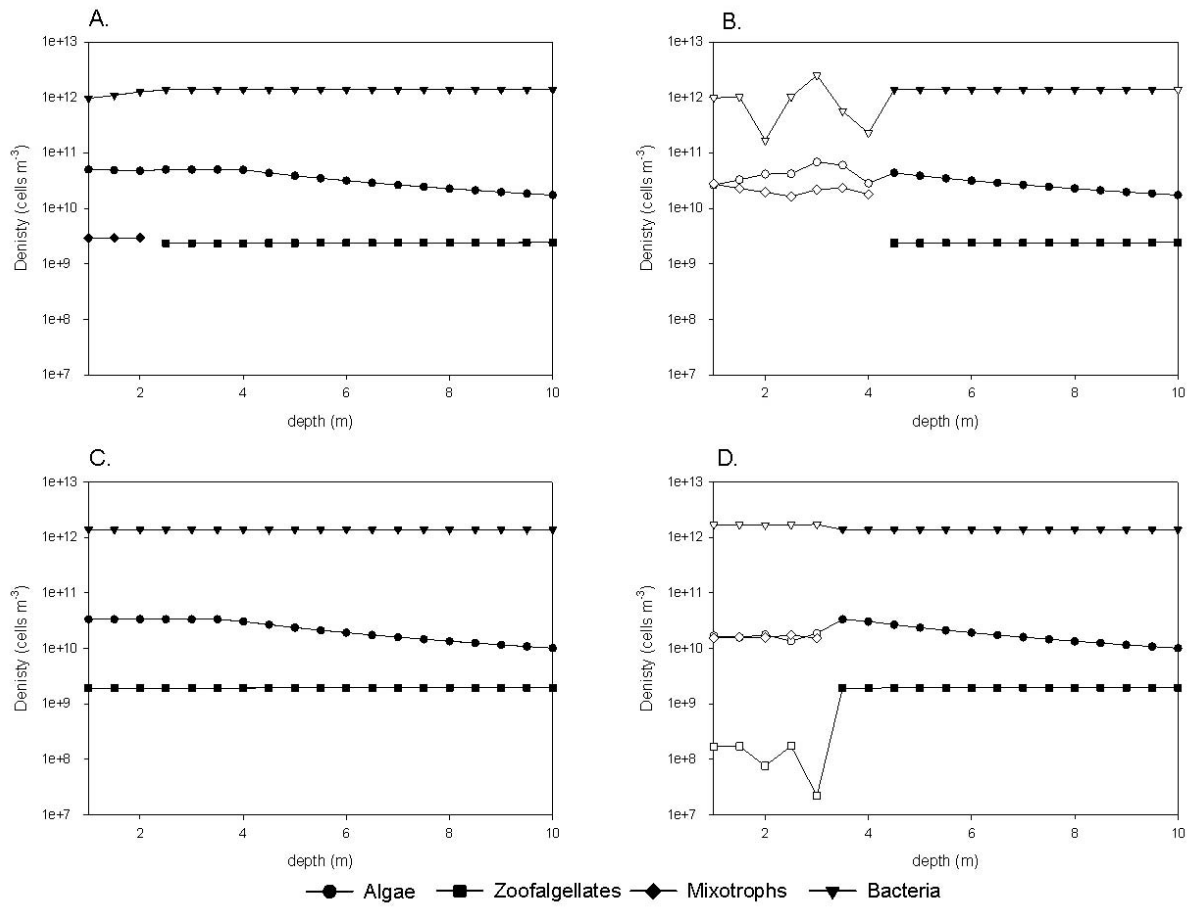 A.
1e+13
1e+12
1e+11
1e+10
1e+9
1e+8
1e+7
Denisty (cells m-3)
2 4 6 8 10
depth (m)
B.
1e+13
1e+12
1e+11
1e+10
1e+9
1e+8
1e+7
Denisty (cells m-3)
2 4 6 8 10
depth (m)
C.
1e+13
1e+12
1e+11
1e+10
1e+9
1e+8
1e+7
Denisty (cells m-3)
2 4 6 8 10
depth (m)
D.
1e+13
1e+12
1e+11
1e+10
1e+9
1e+8
1e+7
Denisty (cells m-3)
2 4 6 8 10
depth (m)
Algae Zoofalgellates Mixotrophs Bacteria